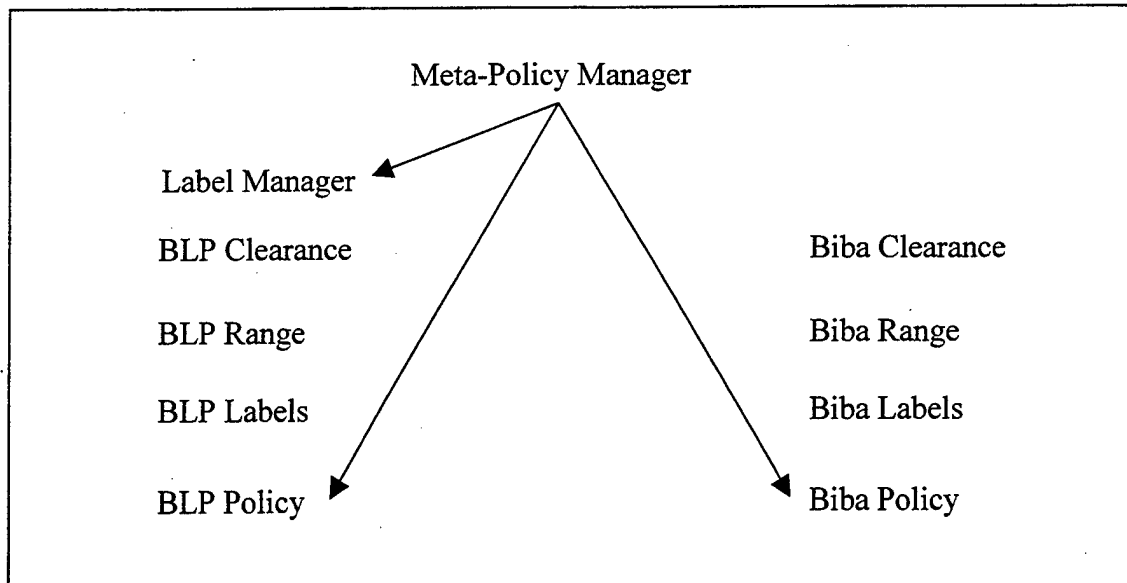 Meta-Policy Manager
Label Manager
BLP Clearance
Biba Clearance
BLP Range
Biba Range
BLP Labels
Biba Labels
BLP Policy
Biba Policy